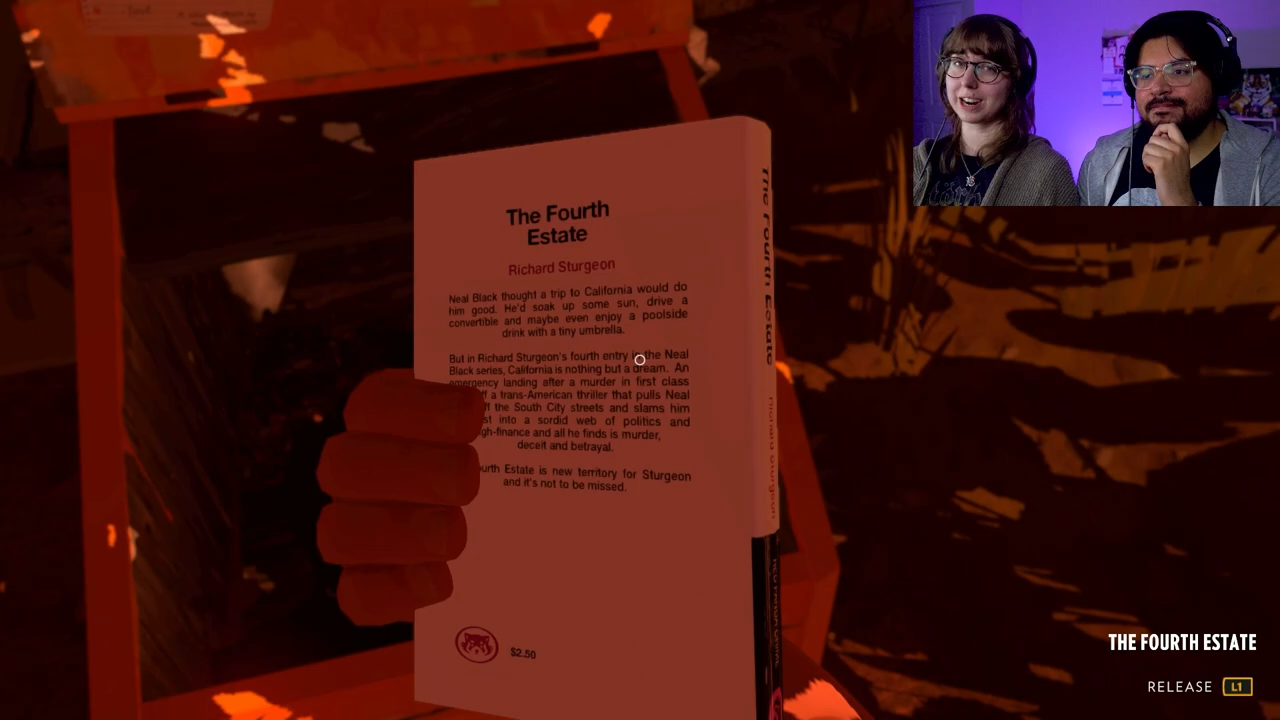 The Fourth
Estate
Richard Sturgeon
Neal Black thought a trip to California would do
him good. He'd soak up some sun, drive a
convertible and maybe even enjoy a poolside
drink with a tiny umbrella.
But in Richard Sturgeon's fourth entry in the Neal
Black series, California is nothing but a dream. An
emergency landing after a murder in first class
a trans-American thriller that pulls Neal
the South City streets and slams him
into a sordid web of politics and
and all he finds is murder,
deceit and betrayal.
Estate is new territory for Sturgeon
and it's not to be missed.
$2.50
The Fourth Estate
Richard Sturgeon
THE FOURTH ESTATE
RELEASE L1